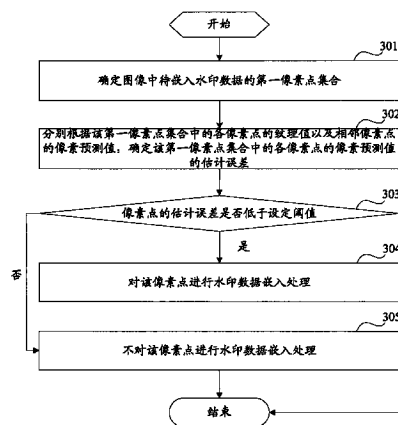 开始
301
确定图像中待嵌入水印数据的第一像素点集合
302
分别根据该第一像素点集合中的各像素点的纹理值以及相邻像素点
的像素预测值，确定该第一像素点集合中的各像素点的像素预测值
的估计误差
303
像素点的估计误差是否低于设定阈值
是
否
304
对该像素点进行水印数据嵌入处理
305
不对该像素点进行水印数据嵌入处理
结束